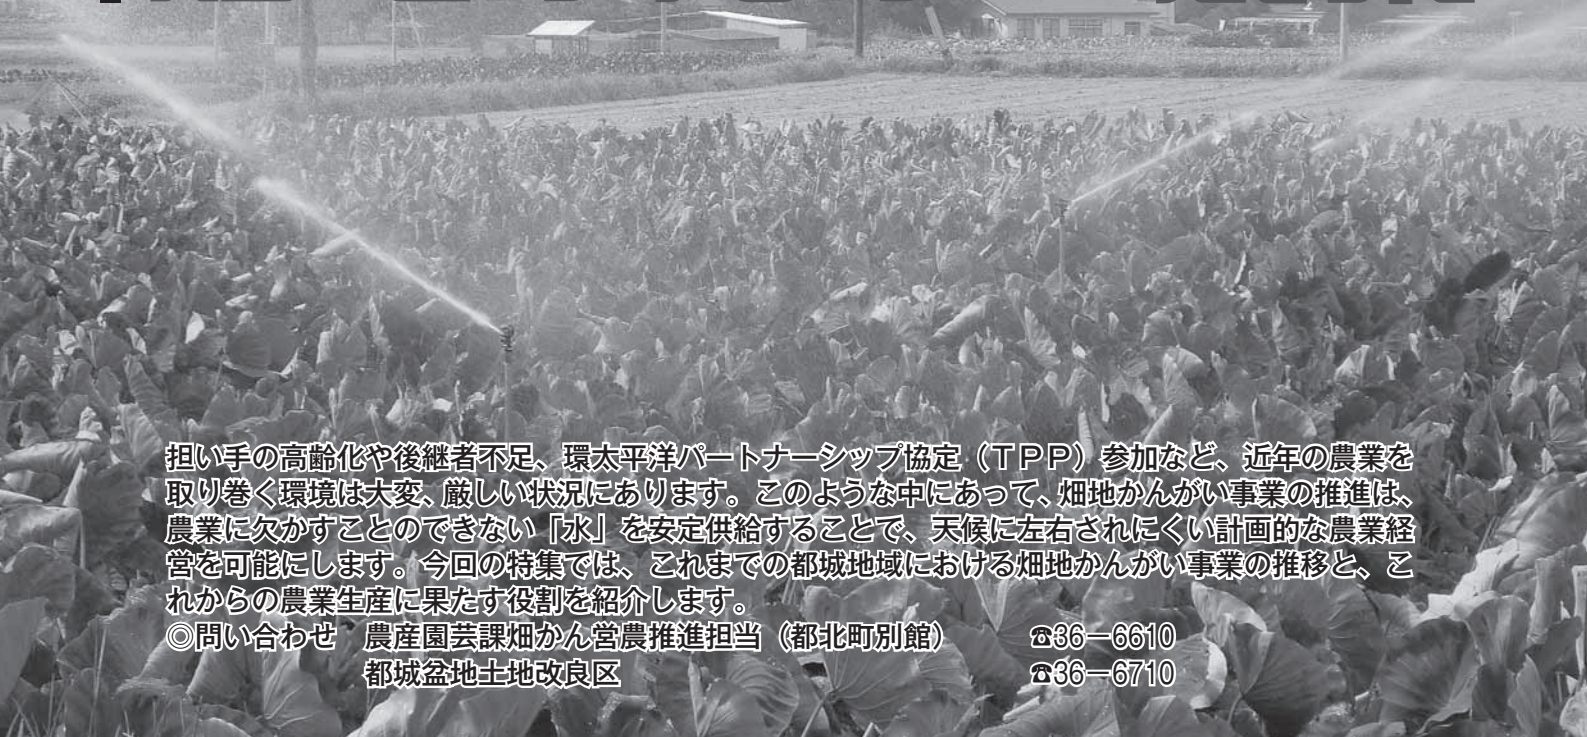 担い手の高齢化や後継者不足、環太平洋パートナーシップ協定（ＴＰＰ）参加など、近年の農業を
取り巻く環境は大変、厳しい状況にあります。このような中にあって、畑地かんがい事業の推進は、
農業に欠かすことのできない「水」を安定供給することで、天候に左右されにくい計画的な農業経
営を可能にします。今回の特集では、これまでの都城地域における畑地かんがい事業の推移と、こ
れからの農業生産に果たす役割を紹介します。
◎問い合わせ　農産園芸課畑かん営農推進担当（都北町別館）　☎36－6610
都城盆地土地改良区　☎36－6710